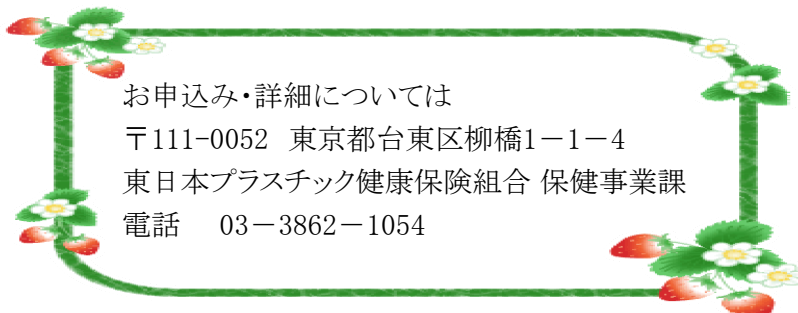 お申込み・詳細については
〒111-0052 東京都台東区柳橋1－1－4
東日本プラスチック健康保険組合 保健事業課
電話　03－3862－1054